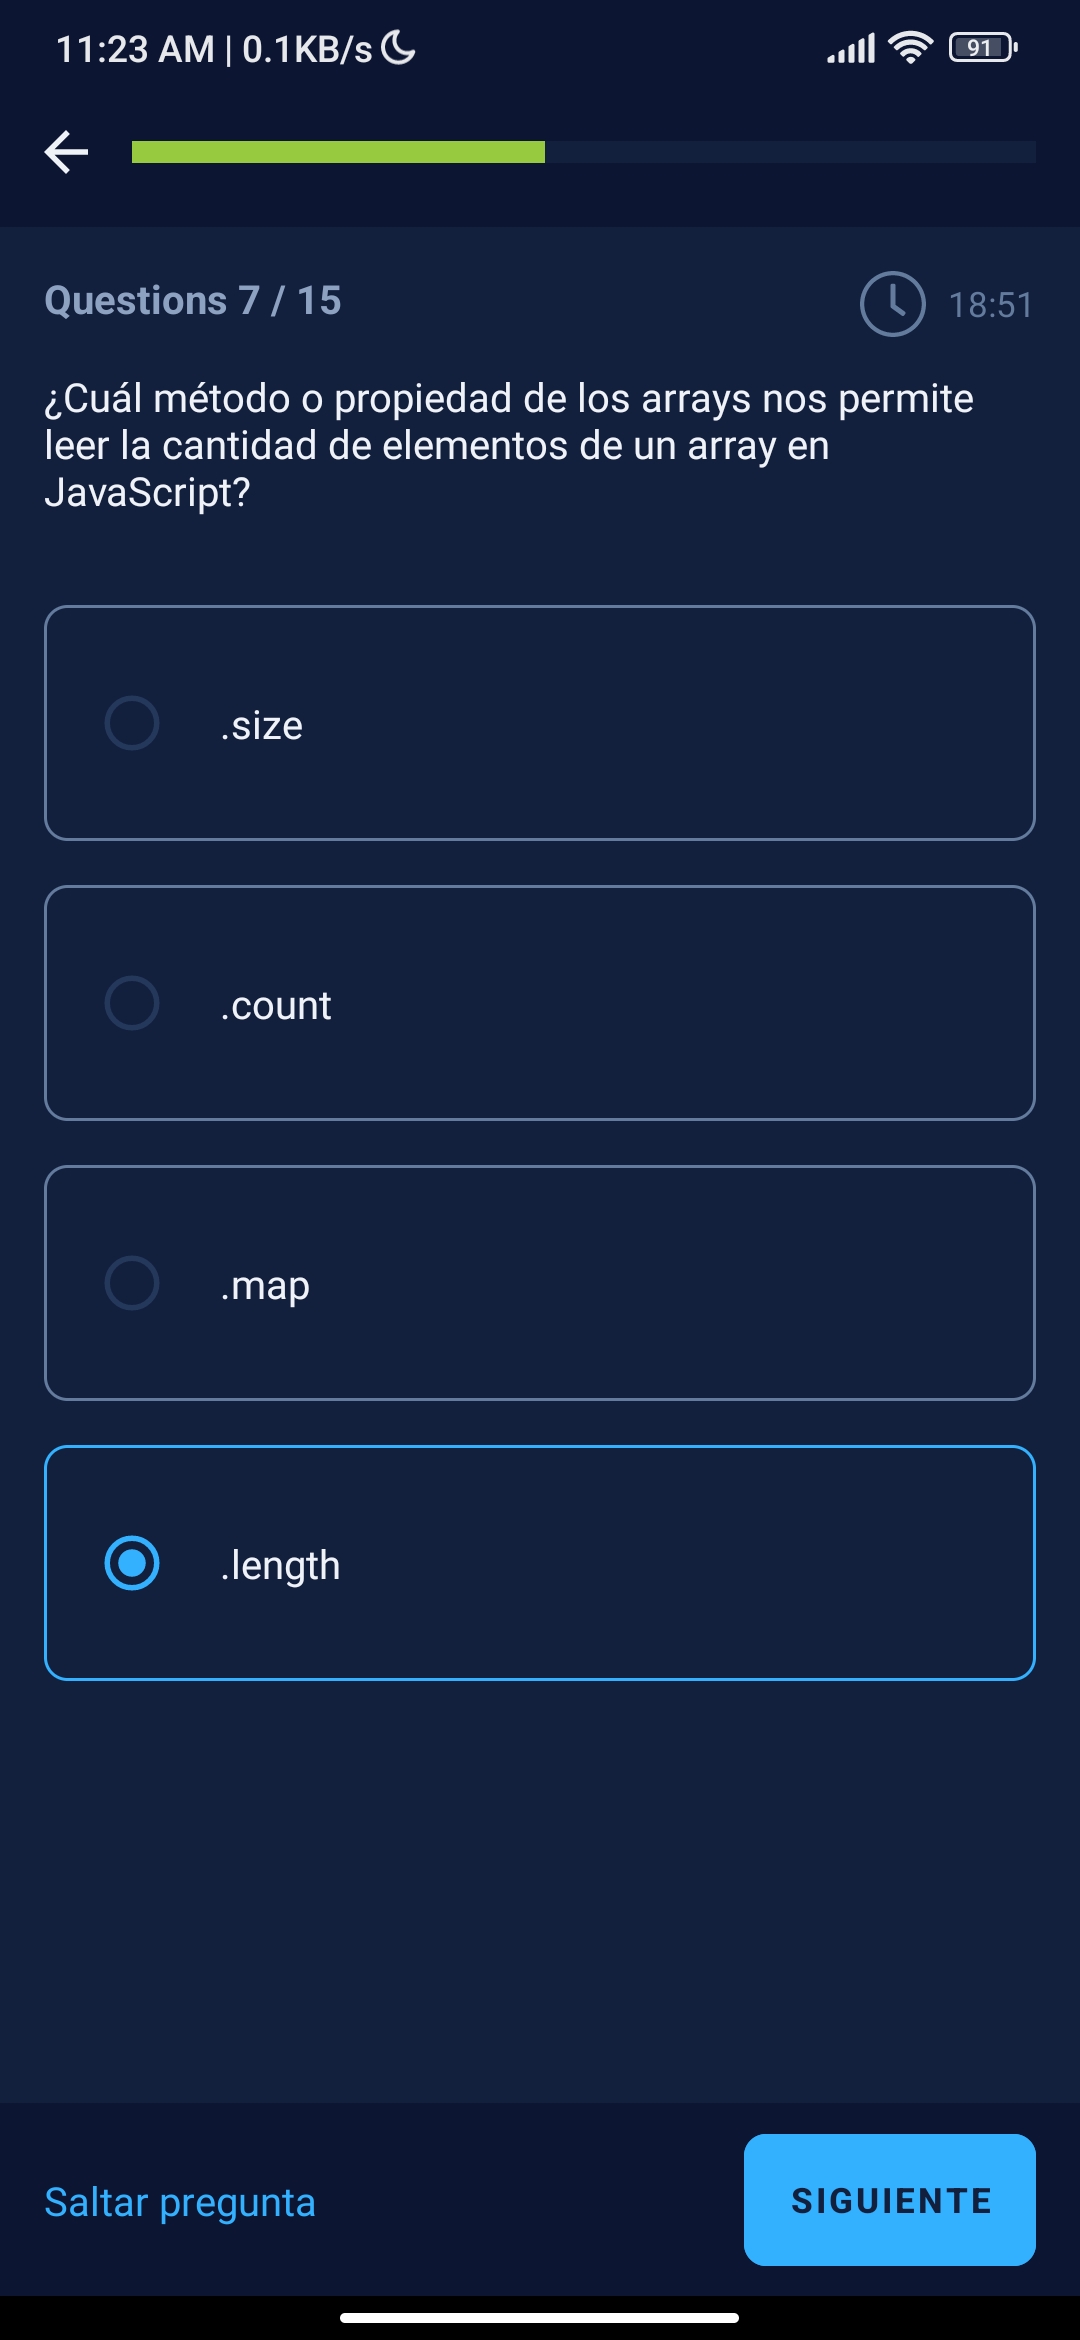 11:23 AM | 0.1KB/s
91
Questions 7 / 15
18:51
¿Cuál método o propiedad de los arrays nos permite
leer la cantidad de elementos de un array en
JavaScript?
.size
.count
.map
.length
Saltar pregunta
SIGUIENTE